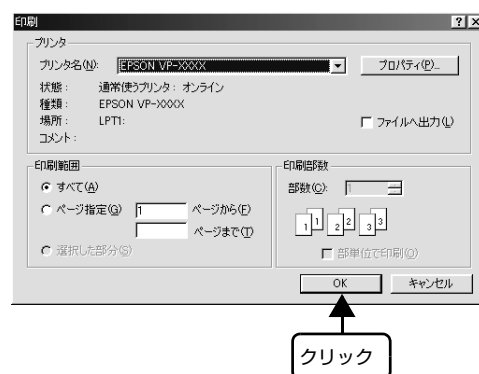 印刷
プリンタ
プリンタ名(N): EPSON VP-XXXX プロパティ(P)...
状態： 通常使うプリンタ： オンライン
種類： EPSON VP-XXXX
場所： LPT1:
ファイルへ出力(L)
コメント：
印刷範囲
すべて(A)
ページ指定(G) 1 ページから(F)
ページまで(T)
選択した部分(S)
印刷部数
部数(C): 1
1 1 2 2 3 3
部単位で印刷(O)
OK キャンセル
クリック